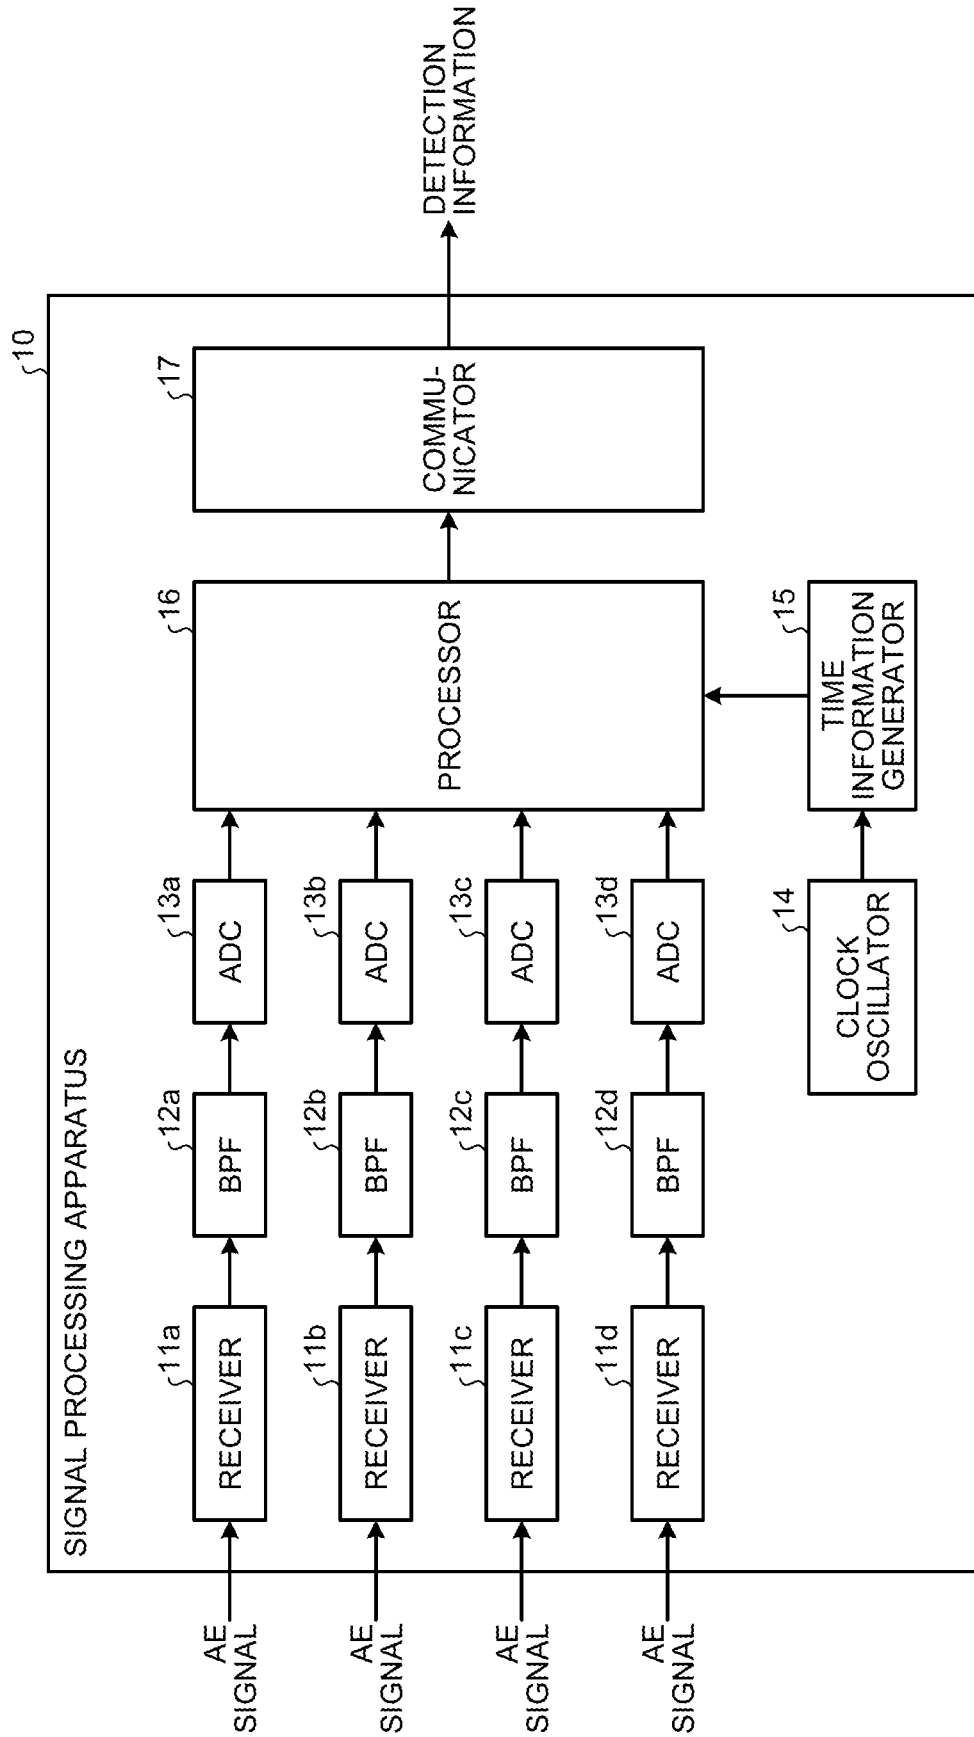 10
SIGNAL PROCESSING APPARATUS
AE
SIGNAL
11a
RECEIVER
12a
BPF
13a
ADC
AE
SIGNAL
11b
RECEIVER
12b
BPF
13b
ADC
AE
SIGNAL
11c
RECEIVER
12c
BPF
13c
ADC
AE
SIGNAL
11d
RECEIVER
12d
BPF
13d
ADC
16
PROCESSOR
17
COMMU-
NICATOR
DETECTION
INFORMATION
14
CLOCK
OSCILLATOR
15
TIME
INFORMATION
GENERATOR